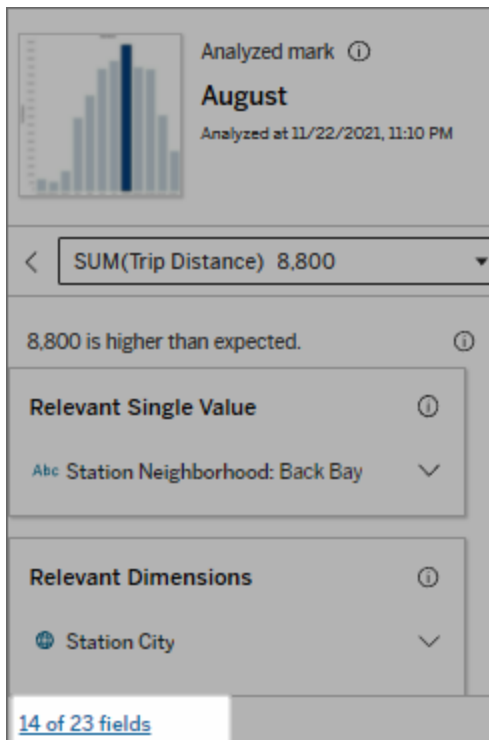 Analyzed mark
August
Analyzed at 11/22/2021, 11:10 PM
SUM(Trip Distance) 8,800
8,800 is higher than expected.
Relevant Single Value
Abc Station Neighborhood: Back Bay
Relevant Dimensions
Station City
14 of 23 fields